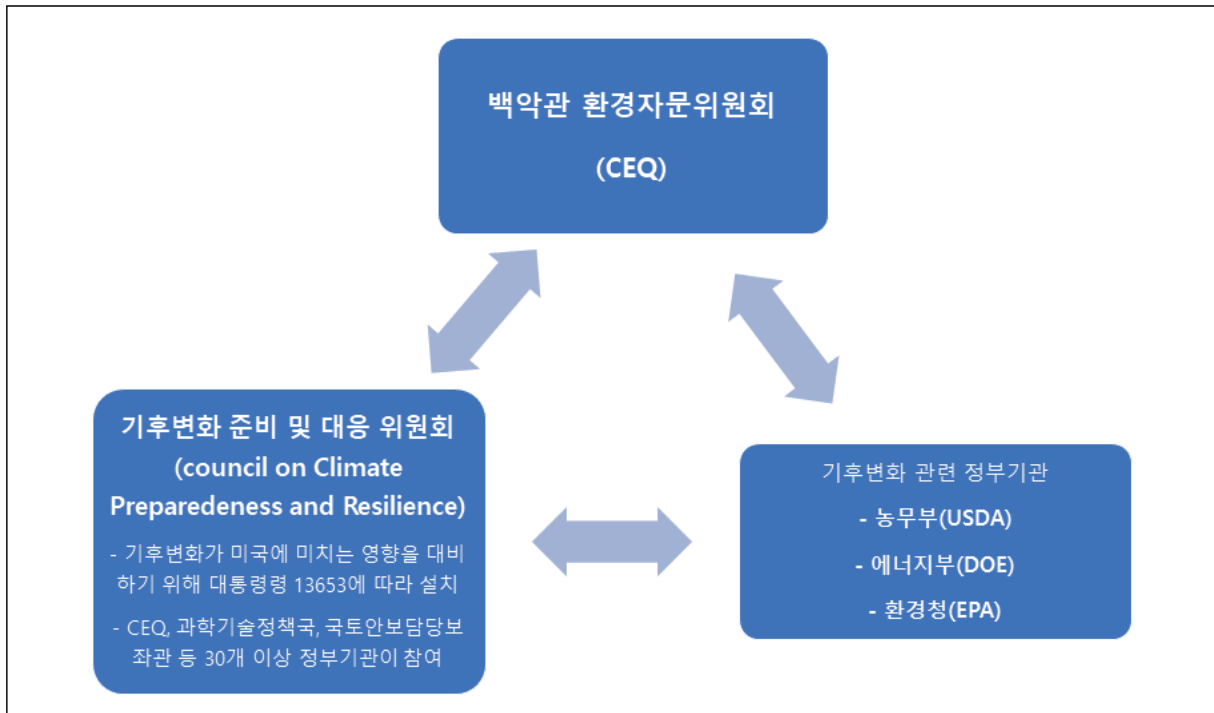 백악관 환경자문위원회
(CEQ)
기후변화 준비 및 대응 위원회
(council on Climate
Preparedeness and Resilience)
- 기후변화가 미국에 미치는 영향을 대비
하기 위해 대통령령 13653에 따라 설치
- CEQ, 과학기술정책국, 국토안보담당보
좌관 등 30개 이상 정부기관이 참여
기후변화 관련 정부기관
- 농무부(USDA)
- 에너지부(DOE)
- 환경청(EPA)